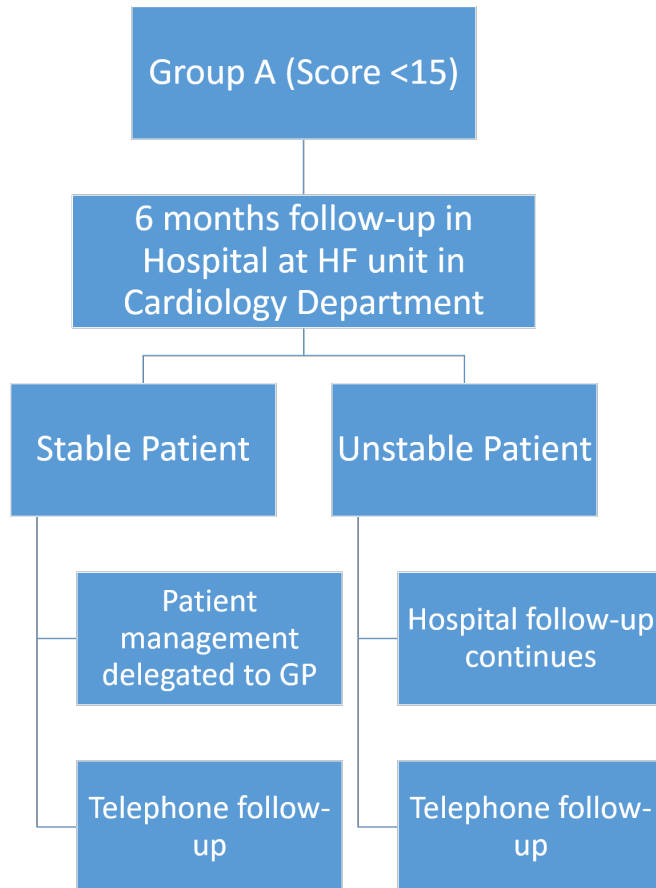 Group A (Score <15)
6 months follow-up in
Hospital at HF unit in
Cardiology Department
Stable Patient
Unstable Patient
Patient
management
delegated to GP
Hospital follow-up
continues
Telephone follow-
up
Telephone follow-
up